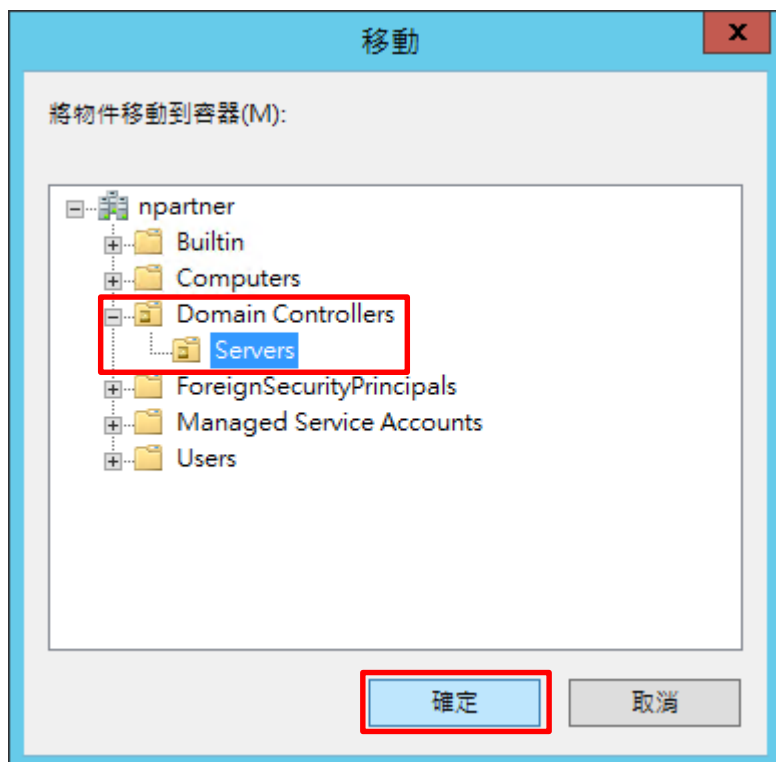 移動
X
將物件移動到容器(M):
npartner
Builtin
Computers
Domain Controllers
Servers
ForeignSecurityPrincipals
Managed Service Accounts
Users
確定
取消